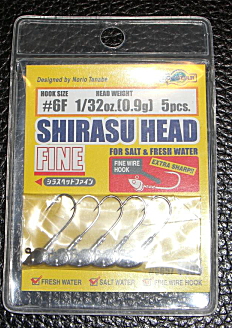 Designed by Norio Tanabe
HOOK SIZE HEAD WEIGHT
#6F 1/32oz.(0.9g) 5pcs.
SHIRASU HEAD
FINE
FOR SALT & FRESH WATER
シラスヘッドファイン
FINE WIRE HOOK
EXTRA SHARP!!
FRESH WATER SALT WATER FINE WIRE HOOK